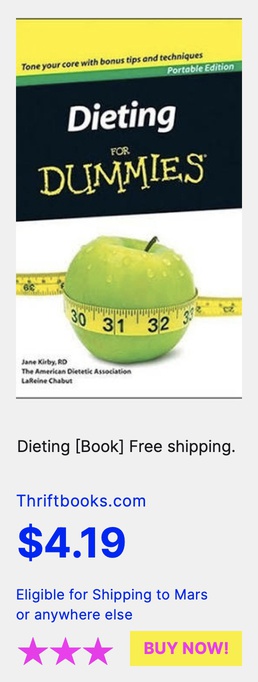 Tone your core with bonus tips and techniques
Portable Edition
Dieting
FOR
DUMMIES
30 31 32 33
Jane Kirby, RD
The American Dietetic Association
LaReine Chabut
Dieting [Book] Free shipping.
Thriftbooks.com
$4.19
Eligible for Shipping to Mars
or anywhere else
BUY NOW!